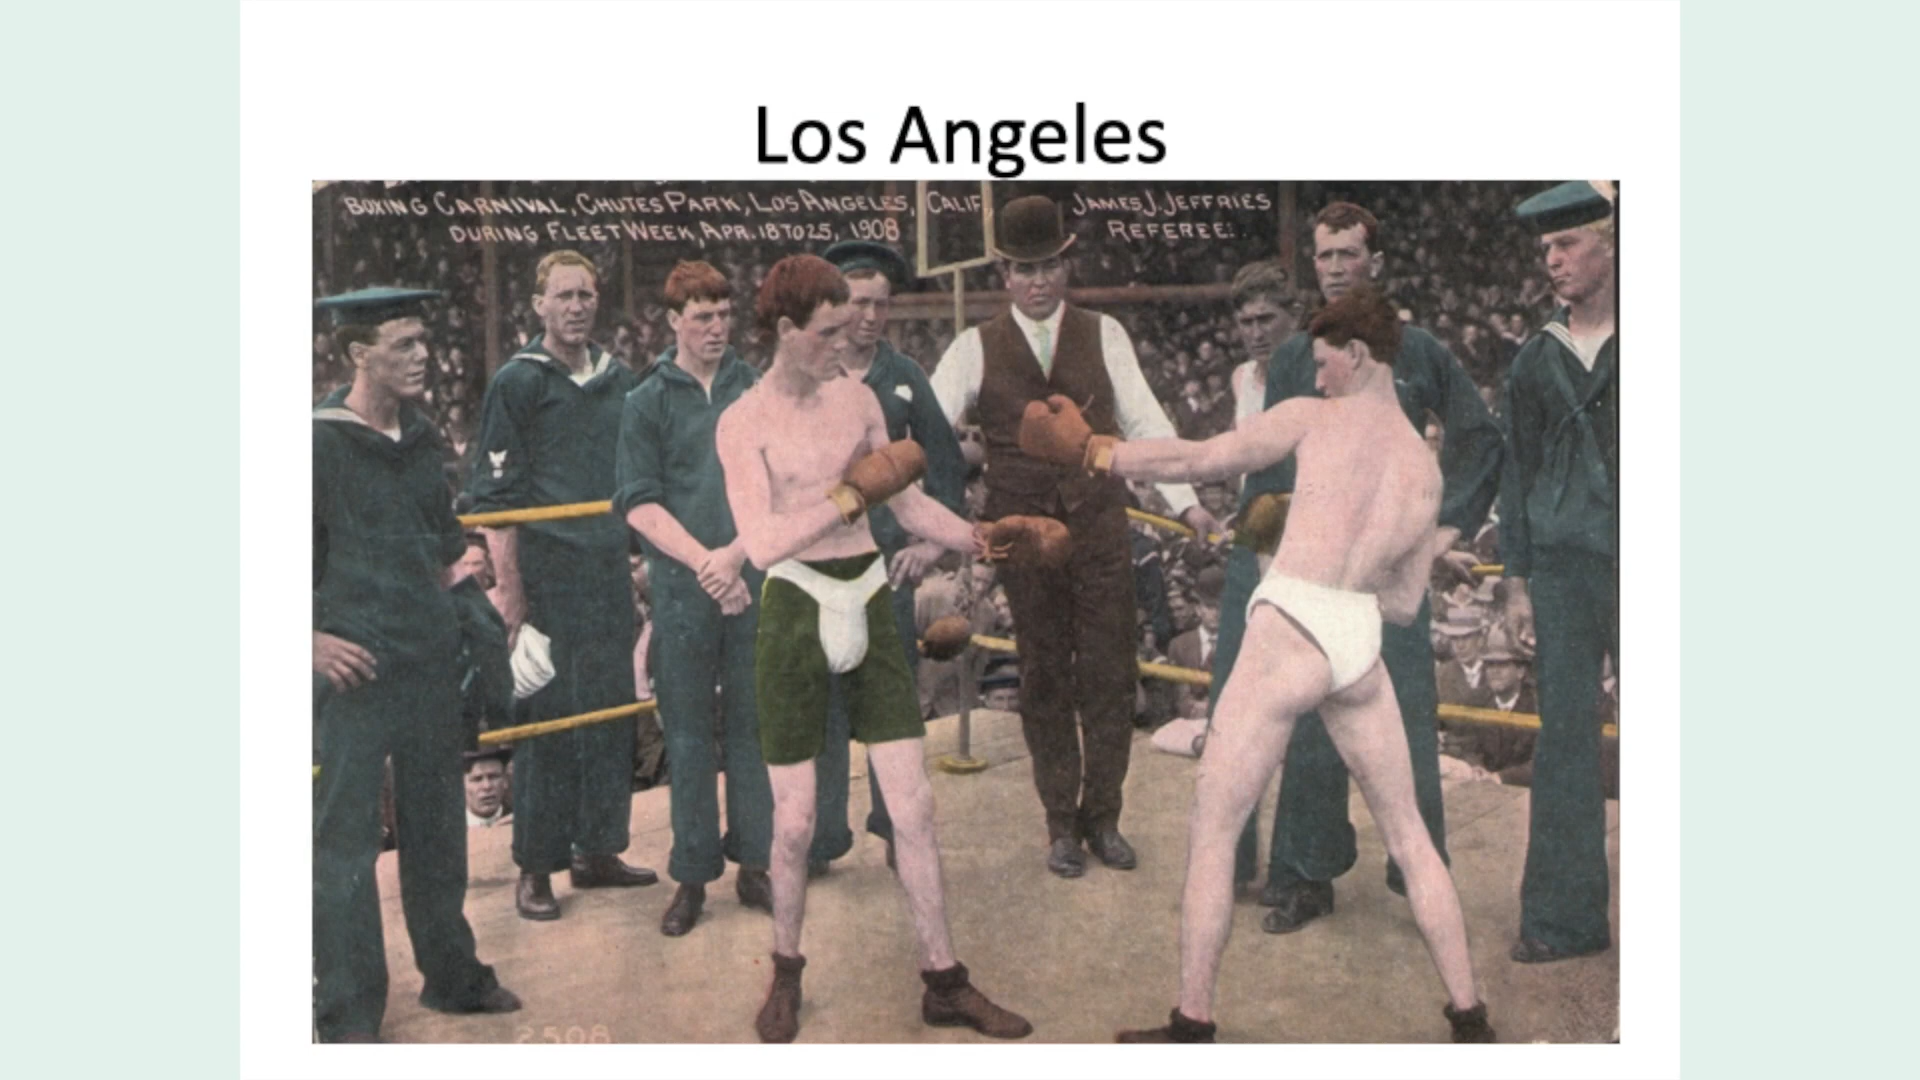 Los Angeles
BOXING CARNIVAL, CHUTES PARK, LOS ANGELES, CALIF.
DURING FLEET WEEK, APR. 18 TO 25, 1908
JAMES J. JEFFRIES
REFEREE.
2508